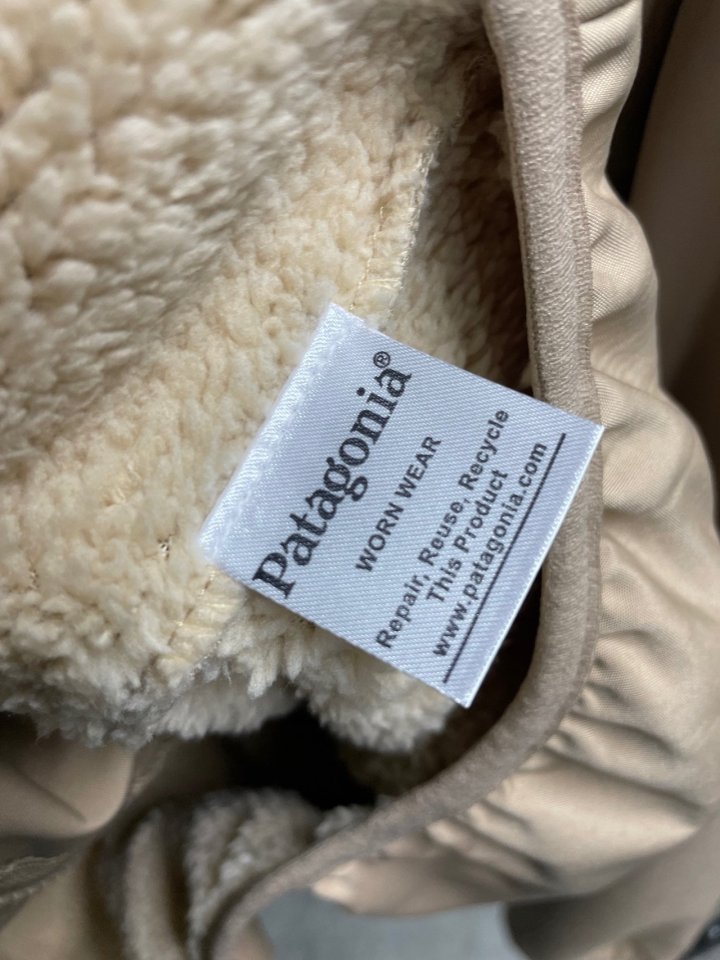 Patagonia®
WORN WEAR
Repair, Reuse, Recycle
This Product
www.patagonia.com